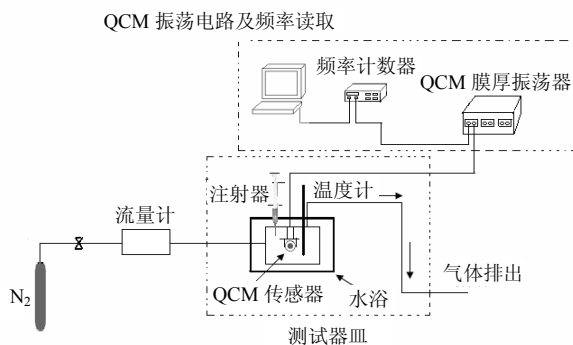 QCM 振荡电路及频率读取
频率计数器
QCM 膜厚振荡器
注射器
温度计
流量计
N2
QCM 传感器
水浴
气体排出
测试器皿